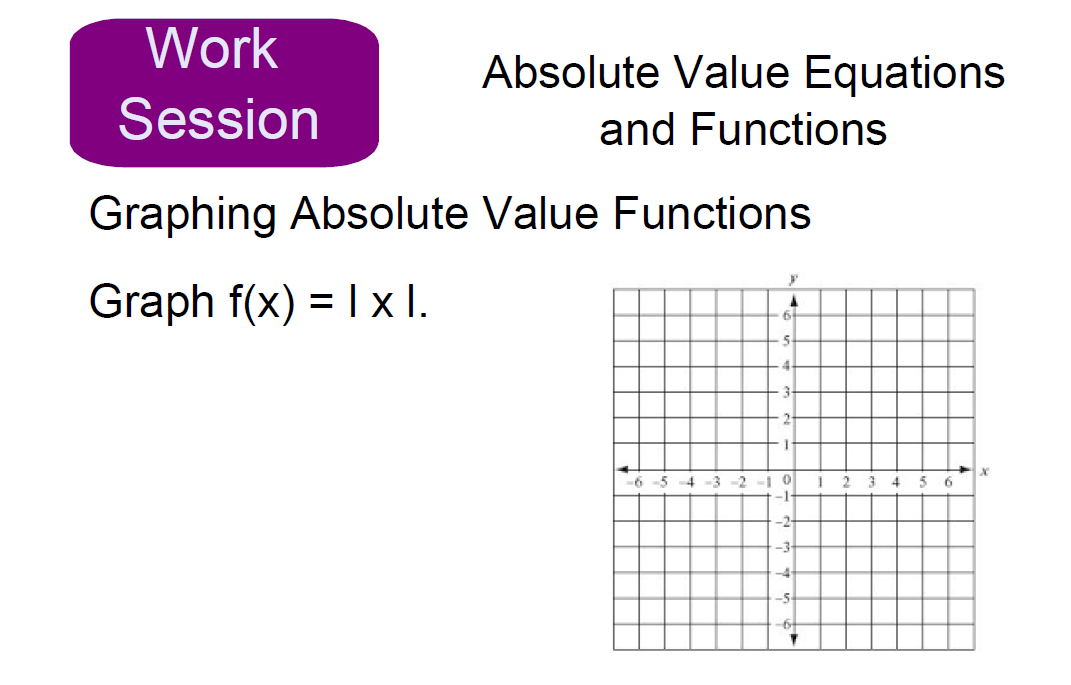 Work
Session
Absolute Value Equations
and Functions
Graphing Absolute Value Functions
Graph f(x) = l x l.
y
6
5
4
3
2
1
-6 -5 -4 -3 -2 -1 0 1 2 3 4 5 6 x
-1
-2
-3
-4
-5
-6